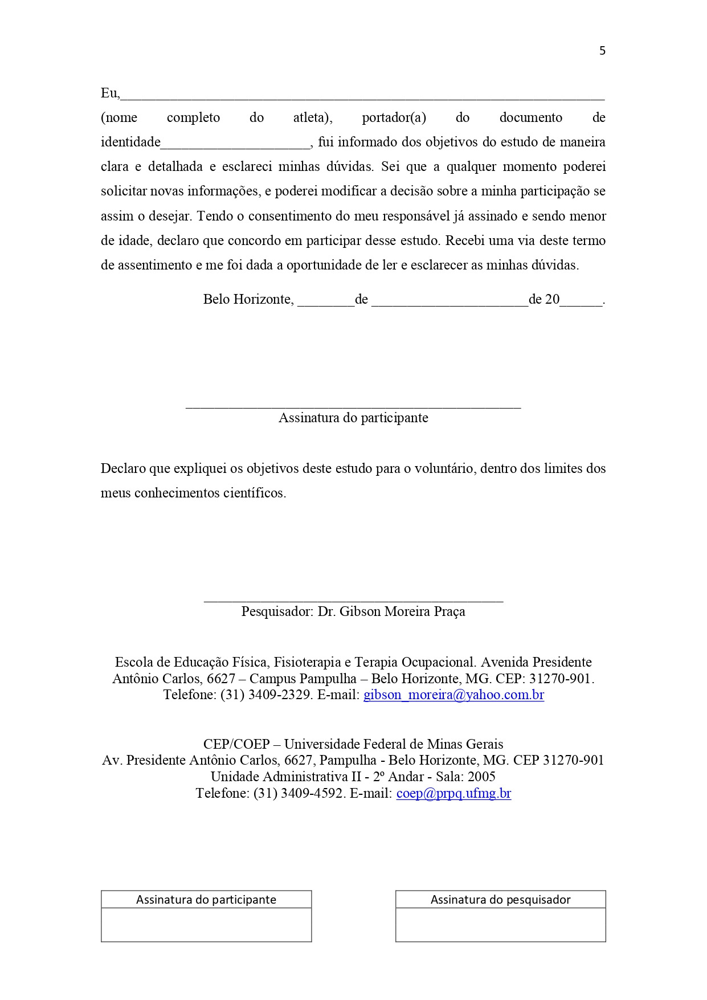 5
Eu,____________________________________________________________________
(nome completo do atleta), portador(a) do documento de
identidade_____________________, fui informado dos objetivos do estudo de maneira
clara e detalhada e esclareci minhas dúvidas. Sei que a qualquer momento poderei
solicitar novas informações, e poderei modificar a decisão sobre a minha participação se
assim o desejar. Tendo o consentimento do meu responsável já assinado e sendo menor
de idade, declaro que concordo em participar desse estudo. Recebi uma via deste termo
de assentimento e me foi dada a oportunidade de ler e esclarecer as minhas dúvidas.
Belo Horizonte, ________de ______________________de 20______.
_______________________________________________
Assinatura do participante
Declaro que expliquei os objetivos deste estudo para o voluntário, dentro dos limites dos
meus conhecimentos científicos.
__________________________________________
Pesquisador: Dr. Gibson Moreira Praça
Escola de Educação Física, Fisioterapia e Terapia Ocupacional. Avenida Presidente
Antônio Carlos, 6627 – Campus Pampulha – Belo Horizonte, MG. CEP: 31270-901.
Telefone: (31) 3409-2329. E-mail: gibson_moreira@yahoo.com.br
CEP/COEP – Universidade Federal de Minas Gerais
Av. Presidente Antônio Carlos, 6627, Pampulha - Belo Horizonte, MG. CEP 31270-901
Unidade Administrativa II - 2º Andar - Sala: 2005
Telefone: (31) 3409-4592. E-mail: coep@prpq.ufmg.br
Assinatura do participante
Assinatura do pesquisador